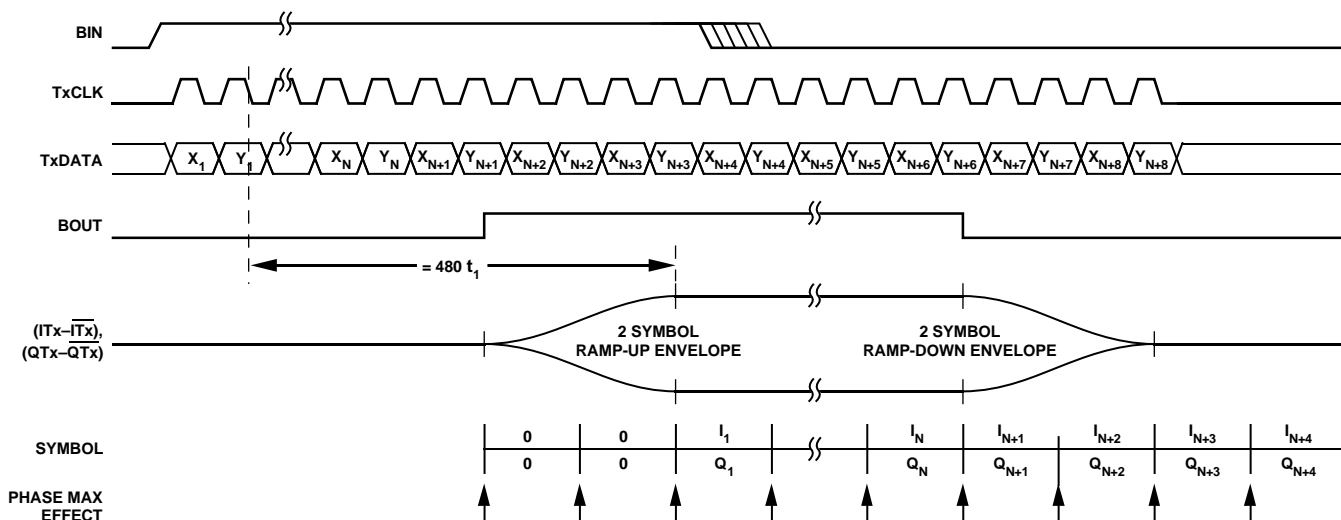 BIN
TxCLK
TxDATA
X1 Y1 XN YN XN+1 YN+1 XN+2 YN+2 XN+3 YN+3 XN+4 YN+4 XN+5 YN+5 XN+6 YN+6 XN+7 YN+7 XN+8 YN+8
BOUT
= 480 t1
(ITx–I̅T̅x̅),
(QTx–Q̅T̅x̅)
2 SYMBOL
RAMP-UP ENVELOPE
2 SYMBOL
RAMP-DOWN ENVELOPE
SYMBOL
0 0 I1 IN IN+1 IN+2 IN+3 IN+4
0 0 Q1 QN QN+1 QN+2 QN+3 QN+4
PHASE MAX
EFFECT